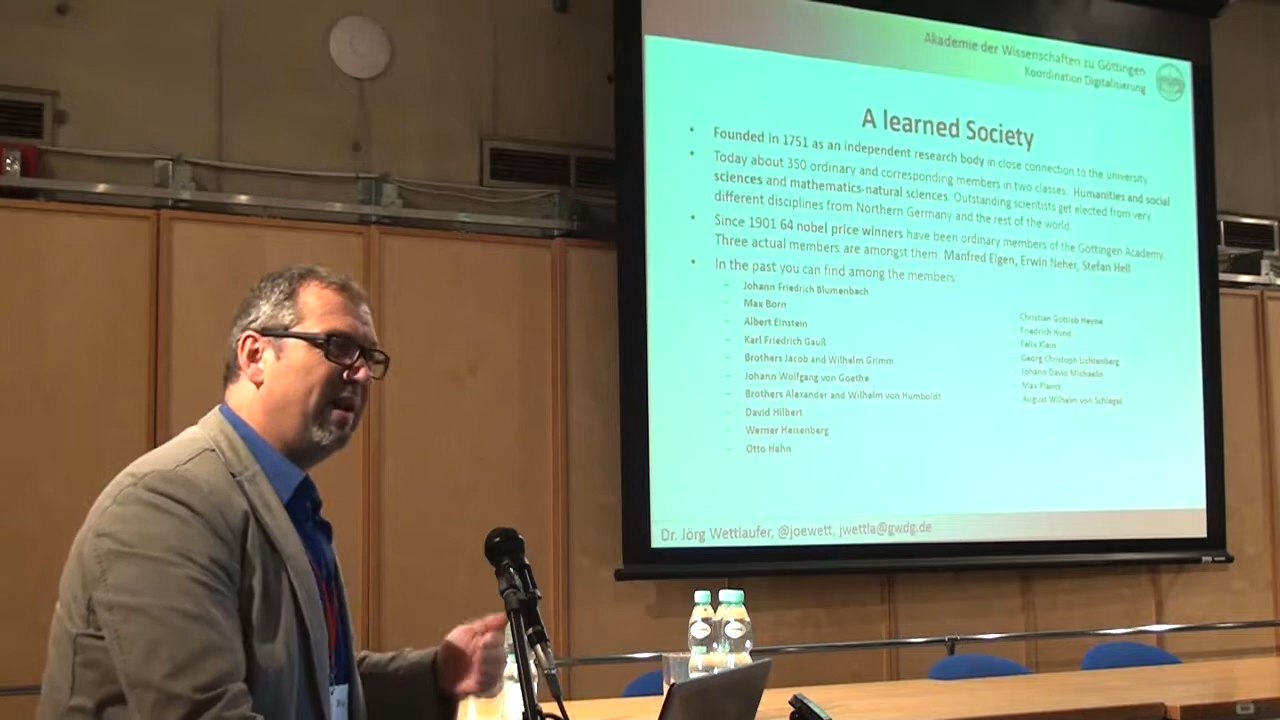 Akademie der Wissenschaften zu Göttingen
Koordination Digitalisierung
A learned Society
• Founded in 1751 as an independent research body in close connection to the university
• Today about 350 ordinary and corresponding members in two classes. Humanities and social
sciences and mathematics-natural sciences. Outstanding scientists get elected from very
different disciplines from Northern Germany and the rest of the world.
• Since 1901 64 nobel price winners have been ordinary members of the Göttingen Academy.
Three actual members are amongst them: Manfred Eigen, Erwin Neher, Stefan Hell
• In the past you can find among the members:
– Johann Friedrich Blumenbach
– Max Born
– Albert Einstein
– Karl Friedrich Gauß
– Brothers Jacob and Wilhelm Grimm
– Johann Wolfgang von Goethe
– Brothers Alexander and Wilhelm von Humboldt
– David Hilbert
– Werner Heisenberg
– Otto Hahn
– Christian Gottlob Heyne
– Friedrich Hund
– Felix Klein
– Georg Christoph Lichtenberg
– Johann David Michaelis
– Max Planck
– August Wilhelm von Schlegel
Dr. Jörg Wettlaufer, @joewett, jwettla@gwdg.de